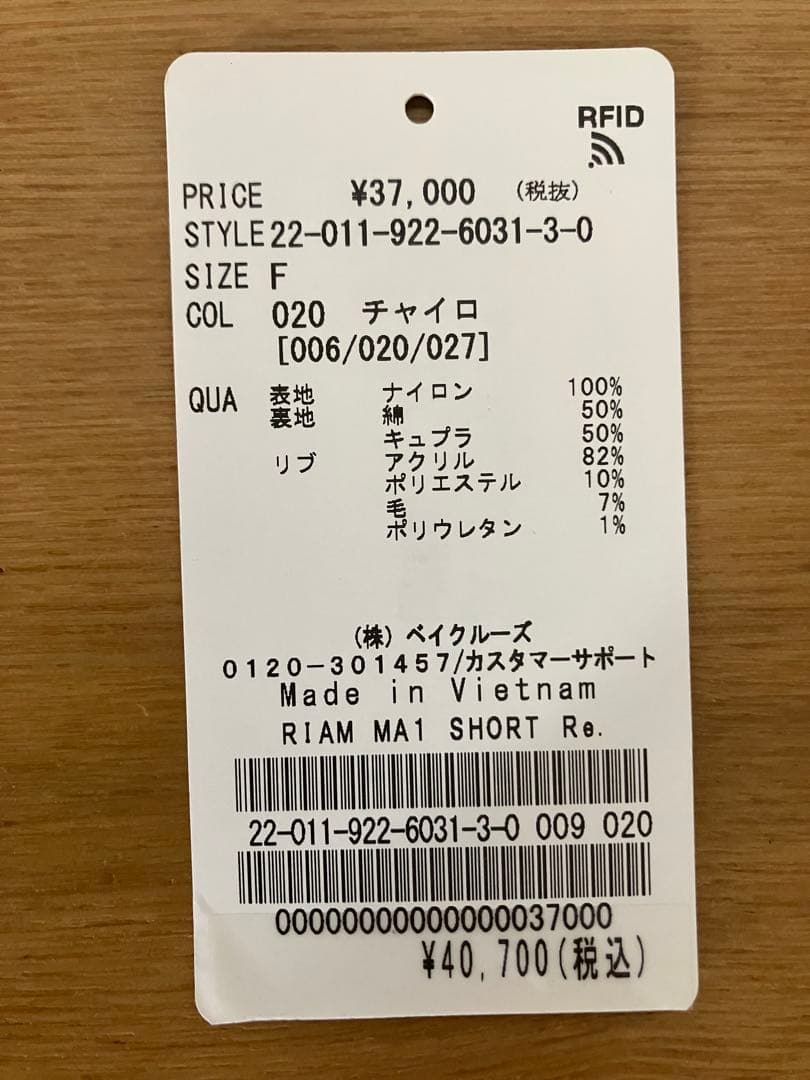 RFID
PRICE ¥37,000 (税抜)
STYLE 22-011-922-6031-3-0
SIZE F
COL 020 チャイロ
[006/020/027]
QUA 表地 ナイロン 100%
裏地 綿 50%
キュプラ 50%
リブ アクリル 82%
ポリエステル 10%
毛 7%
ポリウレタン 1%
(株) ベイクルーズ
0120-301457/カスタマーサポート
Made in Vietnam
RIAM MA1 SHORT Re.
22-011-922-6031-3-0 009 020
00000000000000037000
¥40,700(税込)